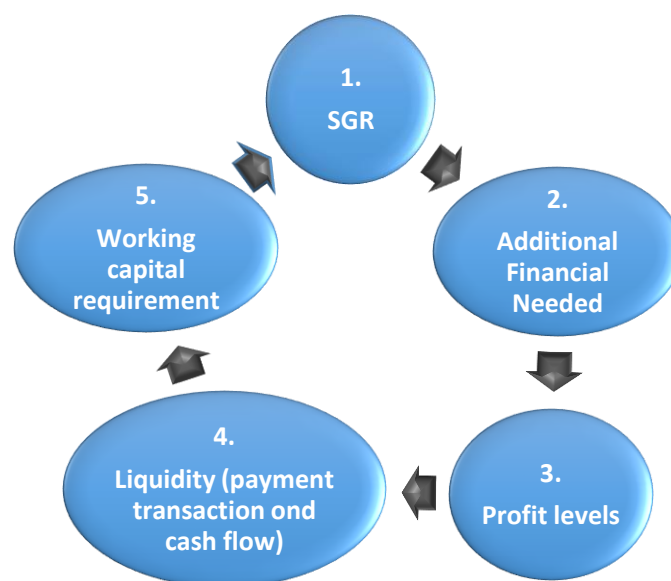 1.
SGR
2.
Additional
Financial
Needed
3.
Profit levels
4.
Liquidity (payment
transaction ond
cash flow)
5.
Working
capital
requirement